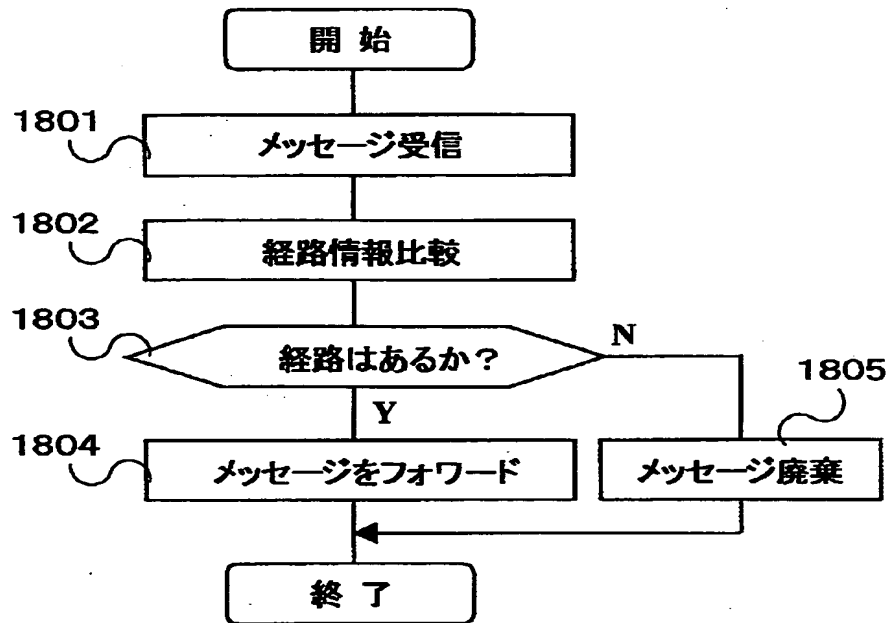 開始
1801
メッセージ受信
1802
経路情報比較
1803
経路はあるか?
N
Y
1805
1804
メッセージをフォワード
メッセージ廃棄
終了